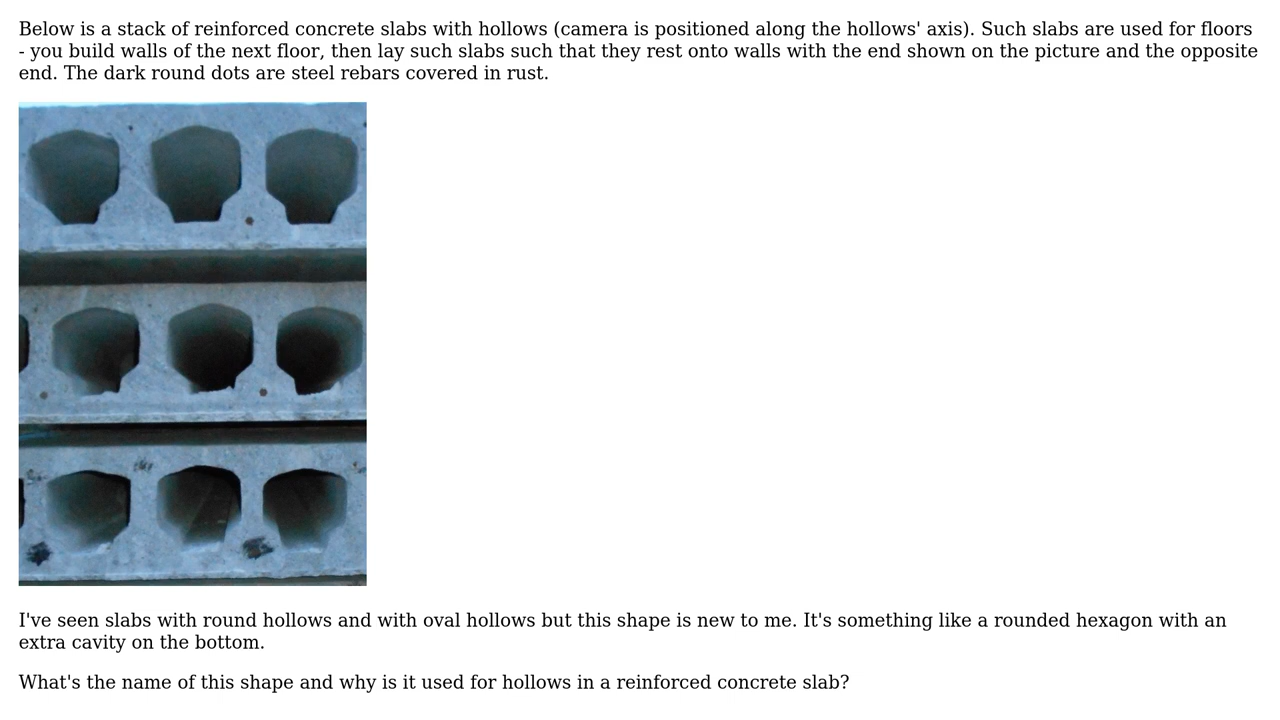 Below is a stack of reinforced concrete slabs with hollows (camera is positioned along the hollows' axis). Such slabs are used for floors
- you build walls of the next floor, then lay such slabs such that they rest onto walls with the end shown on the picture and the opposite
end. The dark round dots are steel rebars covered in rust.
I've seen slabs with round hollows and with oval hollows but this shape is new to me. It's something like a rounded hexagon with an
extra cavity on the bottom.
What's the name of this shape and why is it used for hollows in a reinforced concrete slab?